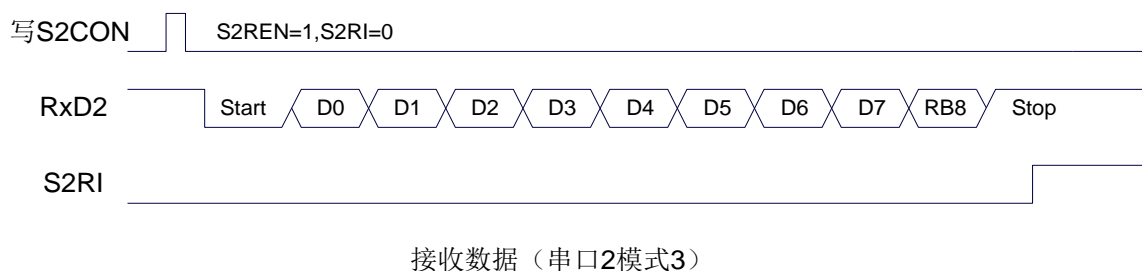 写S2CON S2REN=1,S2RI=0
RxD2 Start D0 D1 D2 D3 D4 D5 D6 D7 RB8 Stop
S2RI
接收数据（串口2模式3）